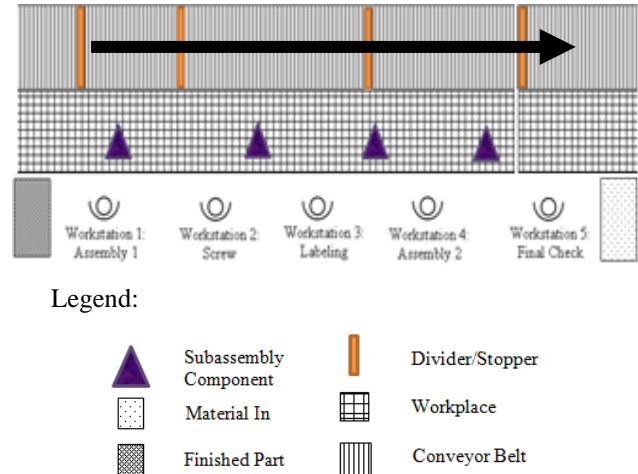 Workstation 1:
Assembly 1
Workstation 2:
Screw
Workstation 3:
Labeling
Workstation 4:
Assembly 2
Workstation 5:
Final Check
Legend:
Subassembly
Component
Divider/Stopper
Material In
Workplace
Finished Part
Conveyor Belt